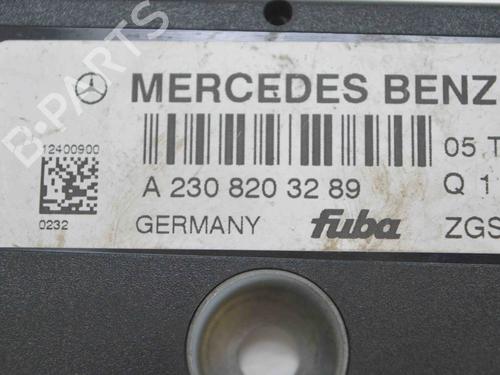 B-PARTS
MERCEDES BENZ
12400900
05 T
A 230 820 32 89
Q 1
0232
GERMANY
fuba
ZGS